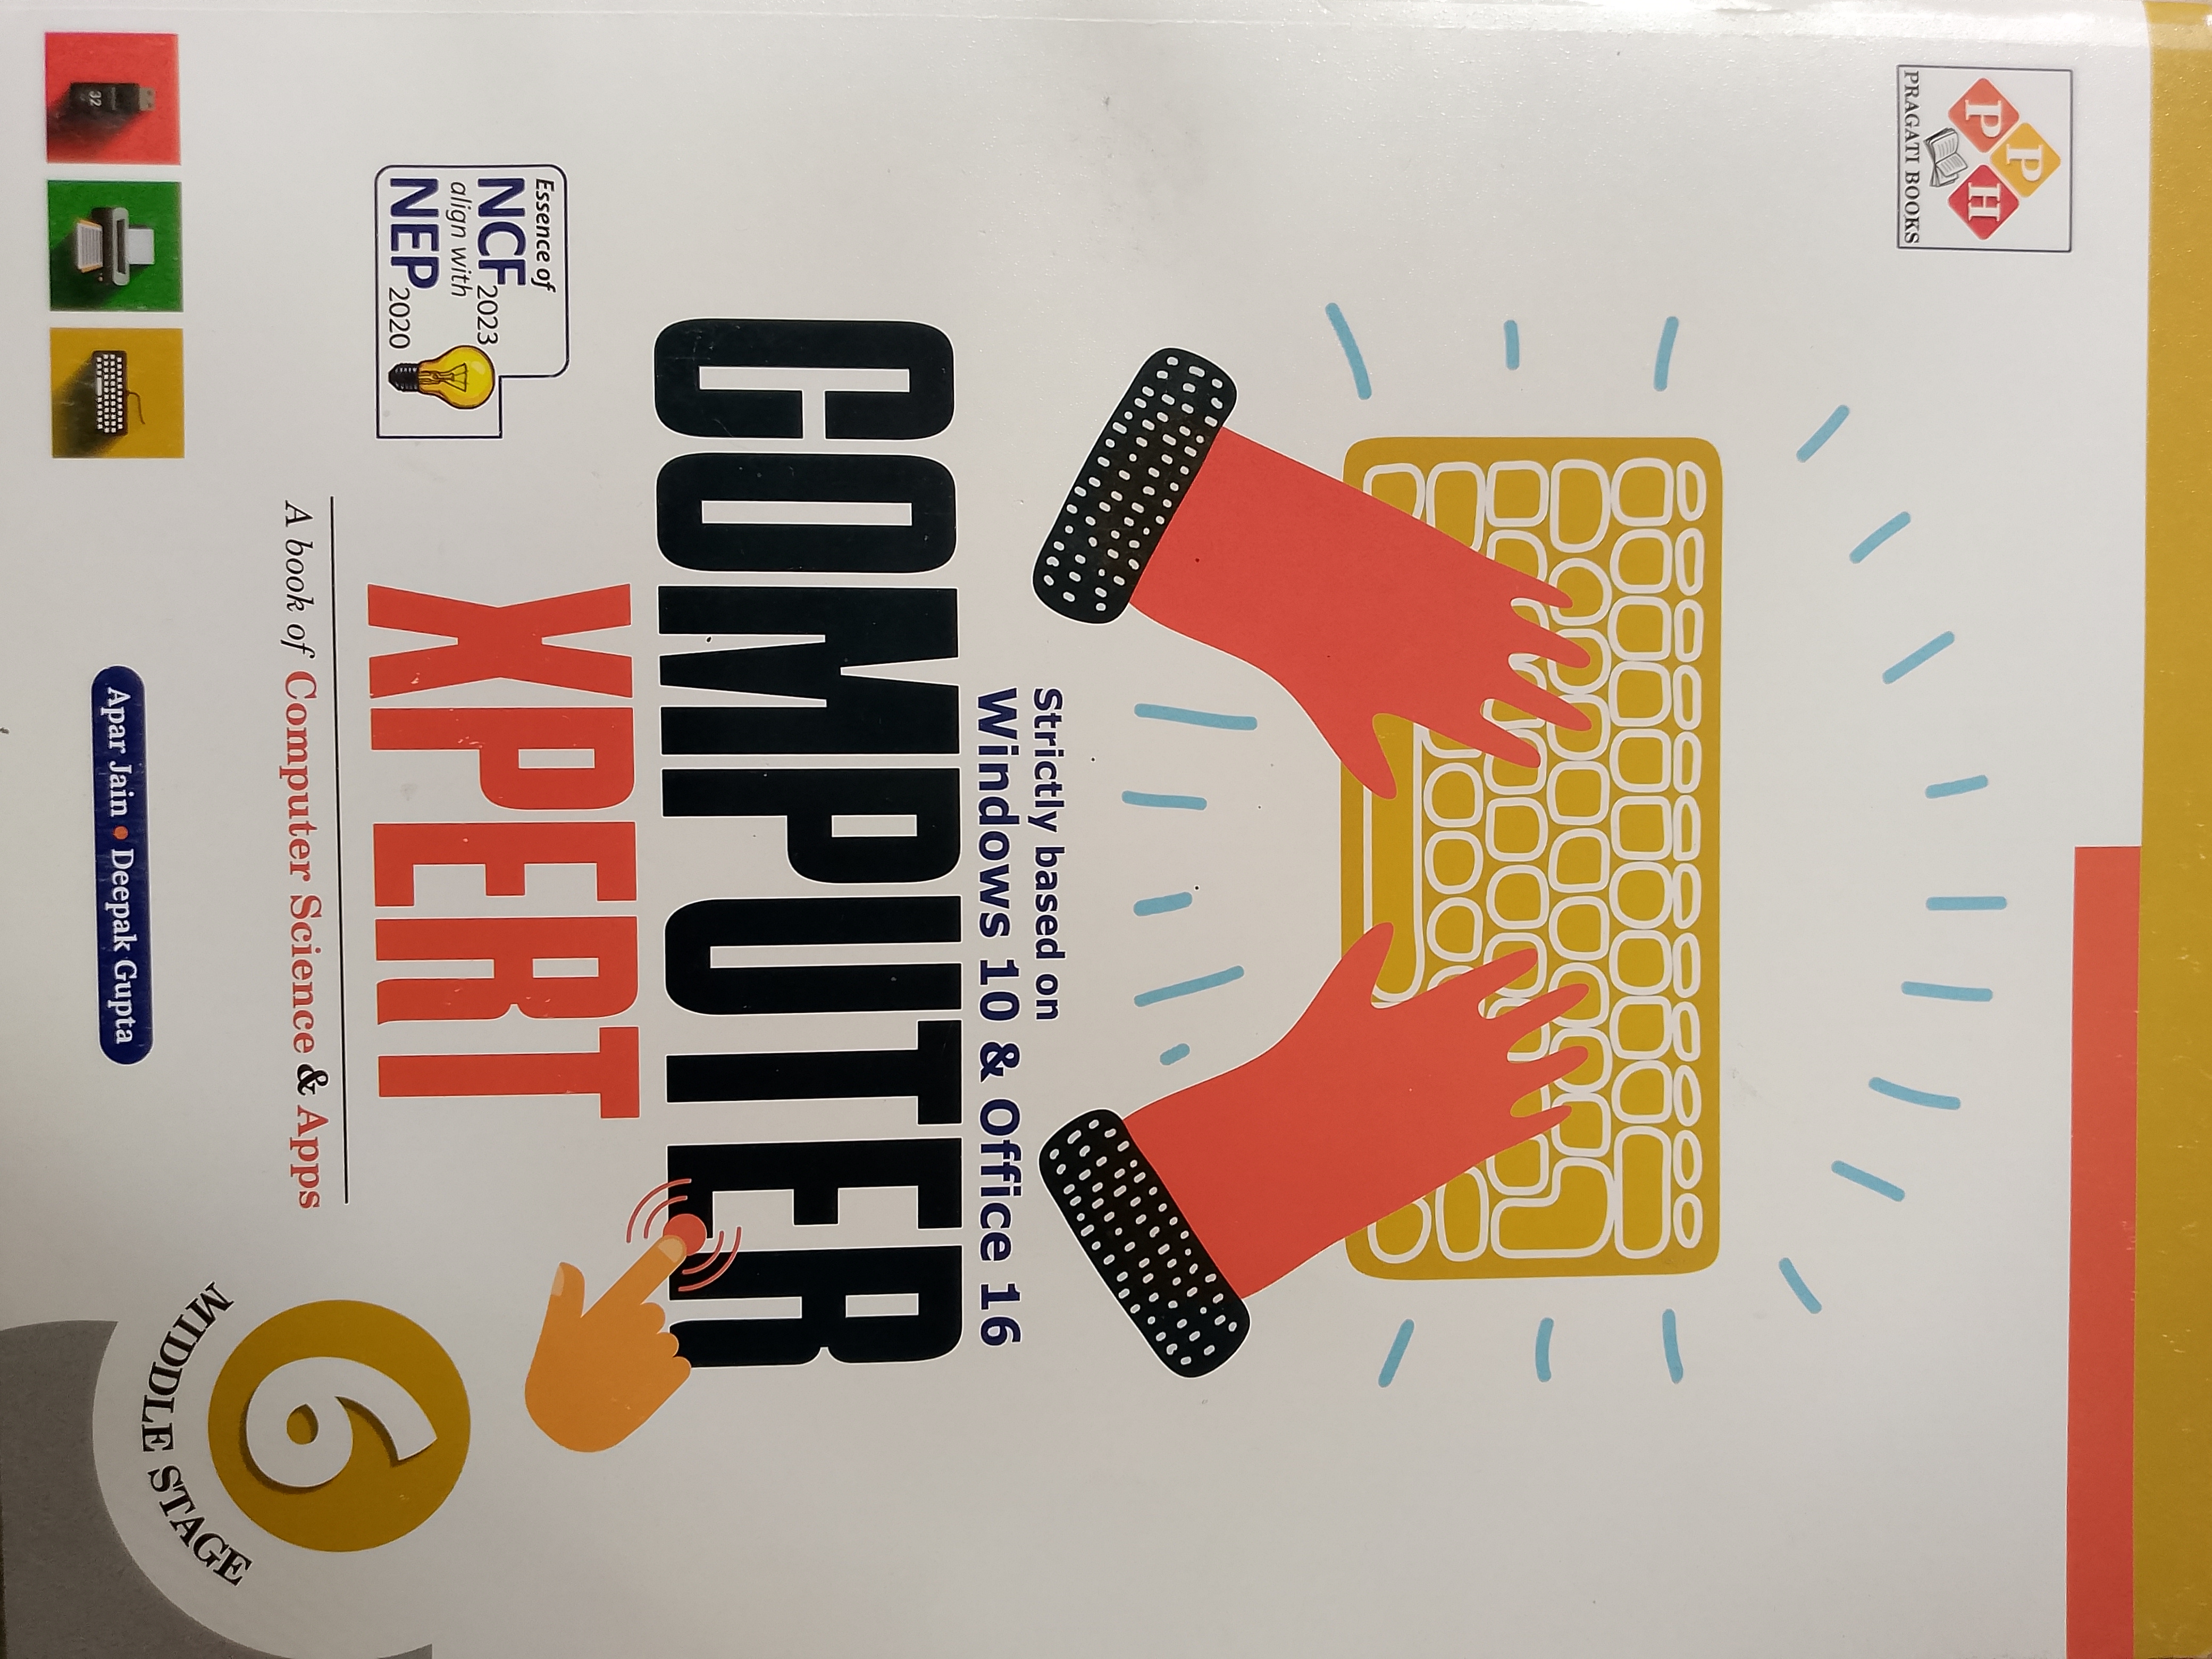 PPH
PRAGATI BOOKS
Strictly based on
Windows 10 & Office 16
COMPUTER
XPERT
Essence of
NCF 2023
align with
NEP 2020
A book of Computer Science & Apps
Apar Jain • Deepak Gupta
32
6
MIDDLE STAGE